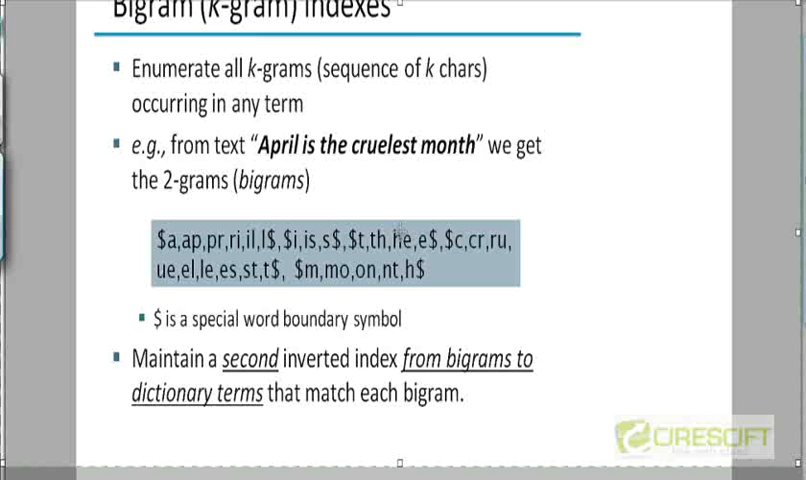 Bigram (k-gram) indexes
Enumerate all k-grams (sequence of k chars)
occurring in any term
e.g., from text “April is the cruelest month” we get
the 2-grams (bigrams)
$a,ap,pr,ri,il,l$,$i,is,s$,$t,th,he,e$,$c,cr,ru,
ue,el,le,es,st,t$, $m,mo,on,nt,h$
$ is a special word boundary symbol
Maintain a second inverted index from bigrams to
dictionary terms that match each bigram.